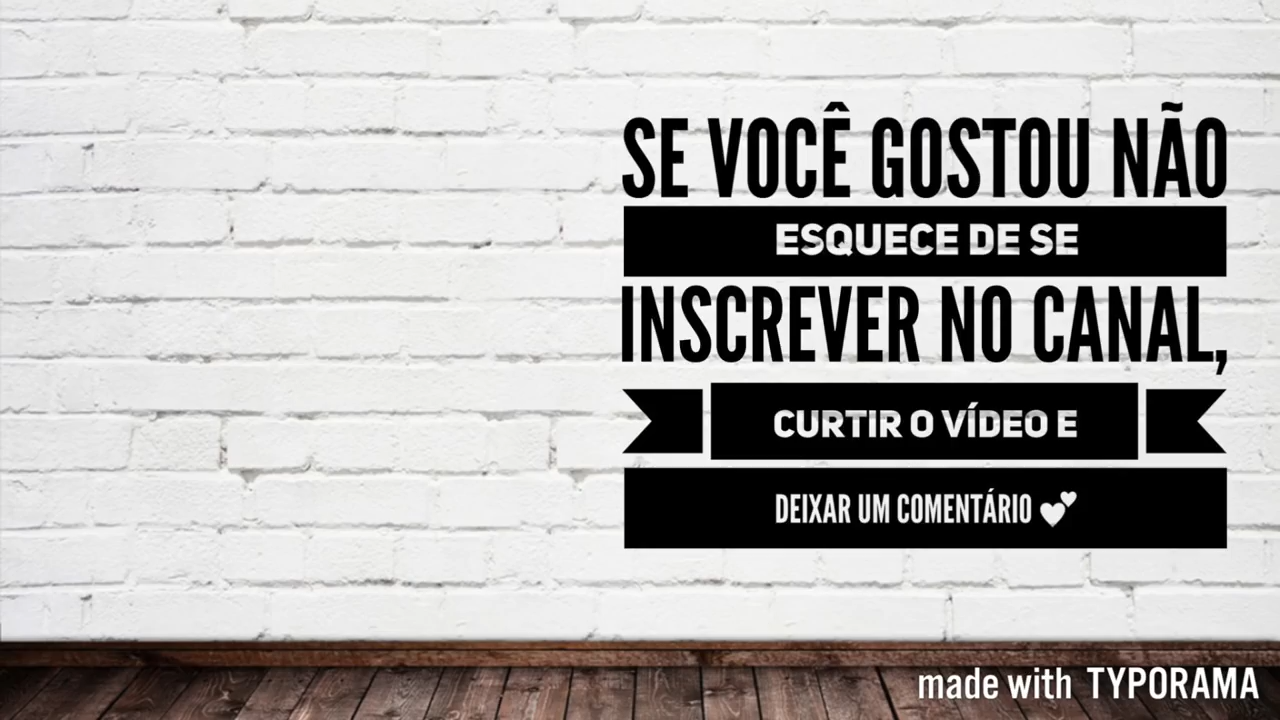 SE VOCÊ GOSTOU NÃO
ESQUECE DE SE
INSCREVER NO CANAL,
CURTIR O VÍDEO E
DEIXAR UM COMENTÁRIO 💕
made with TYPORAMA